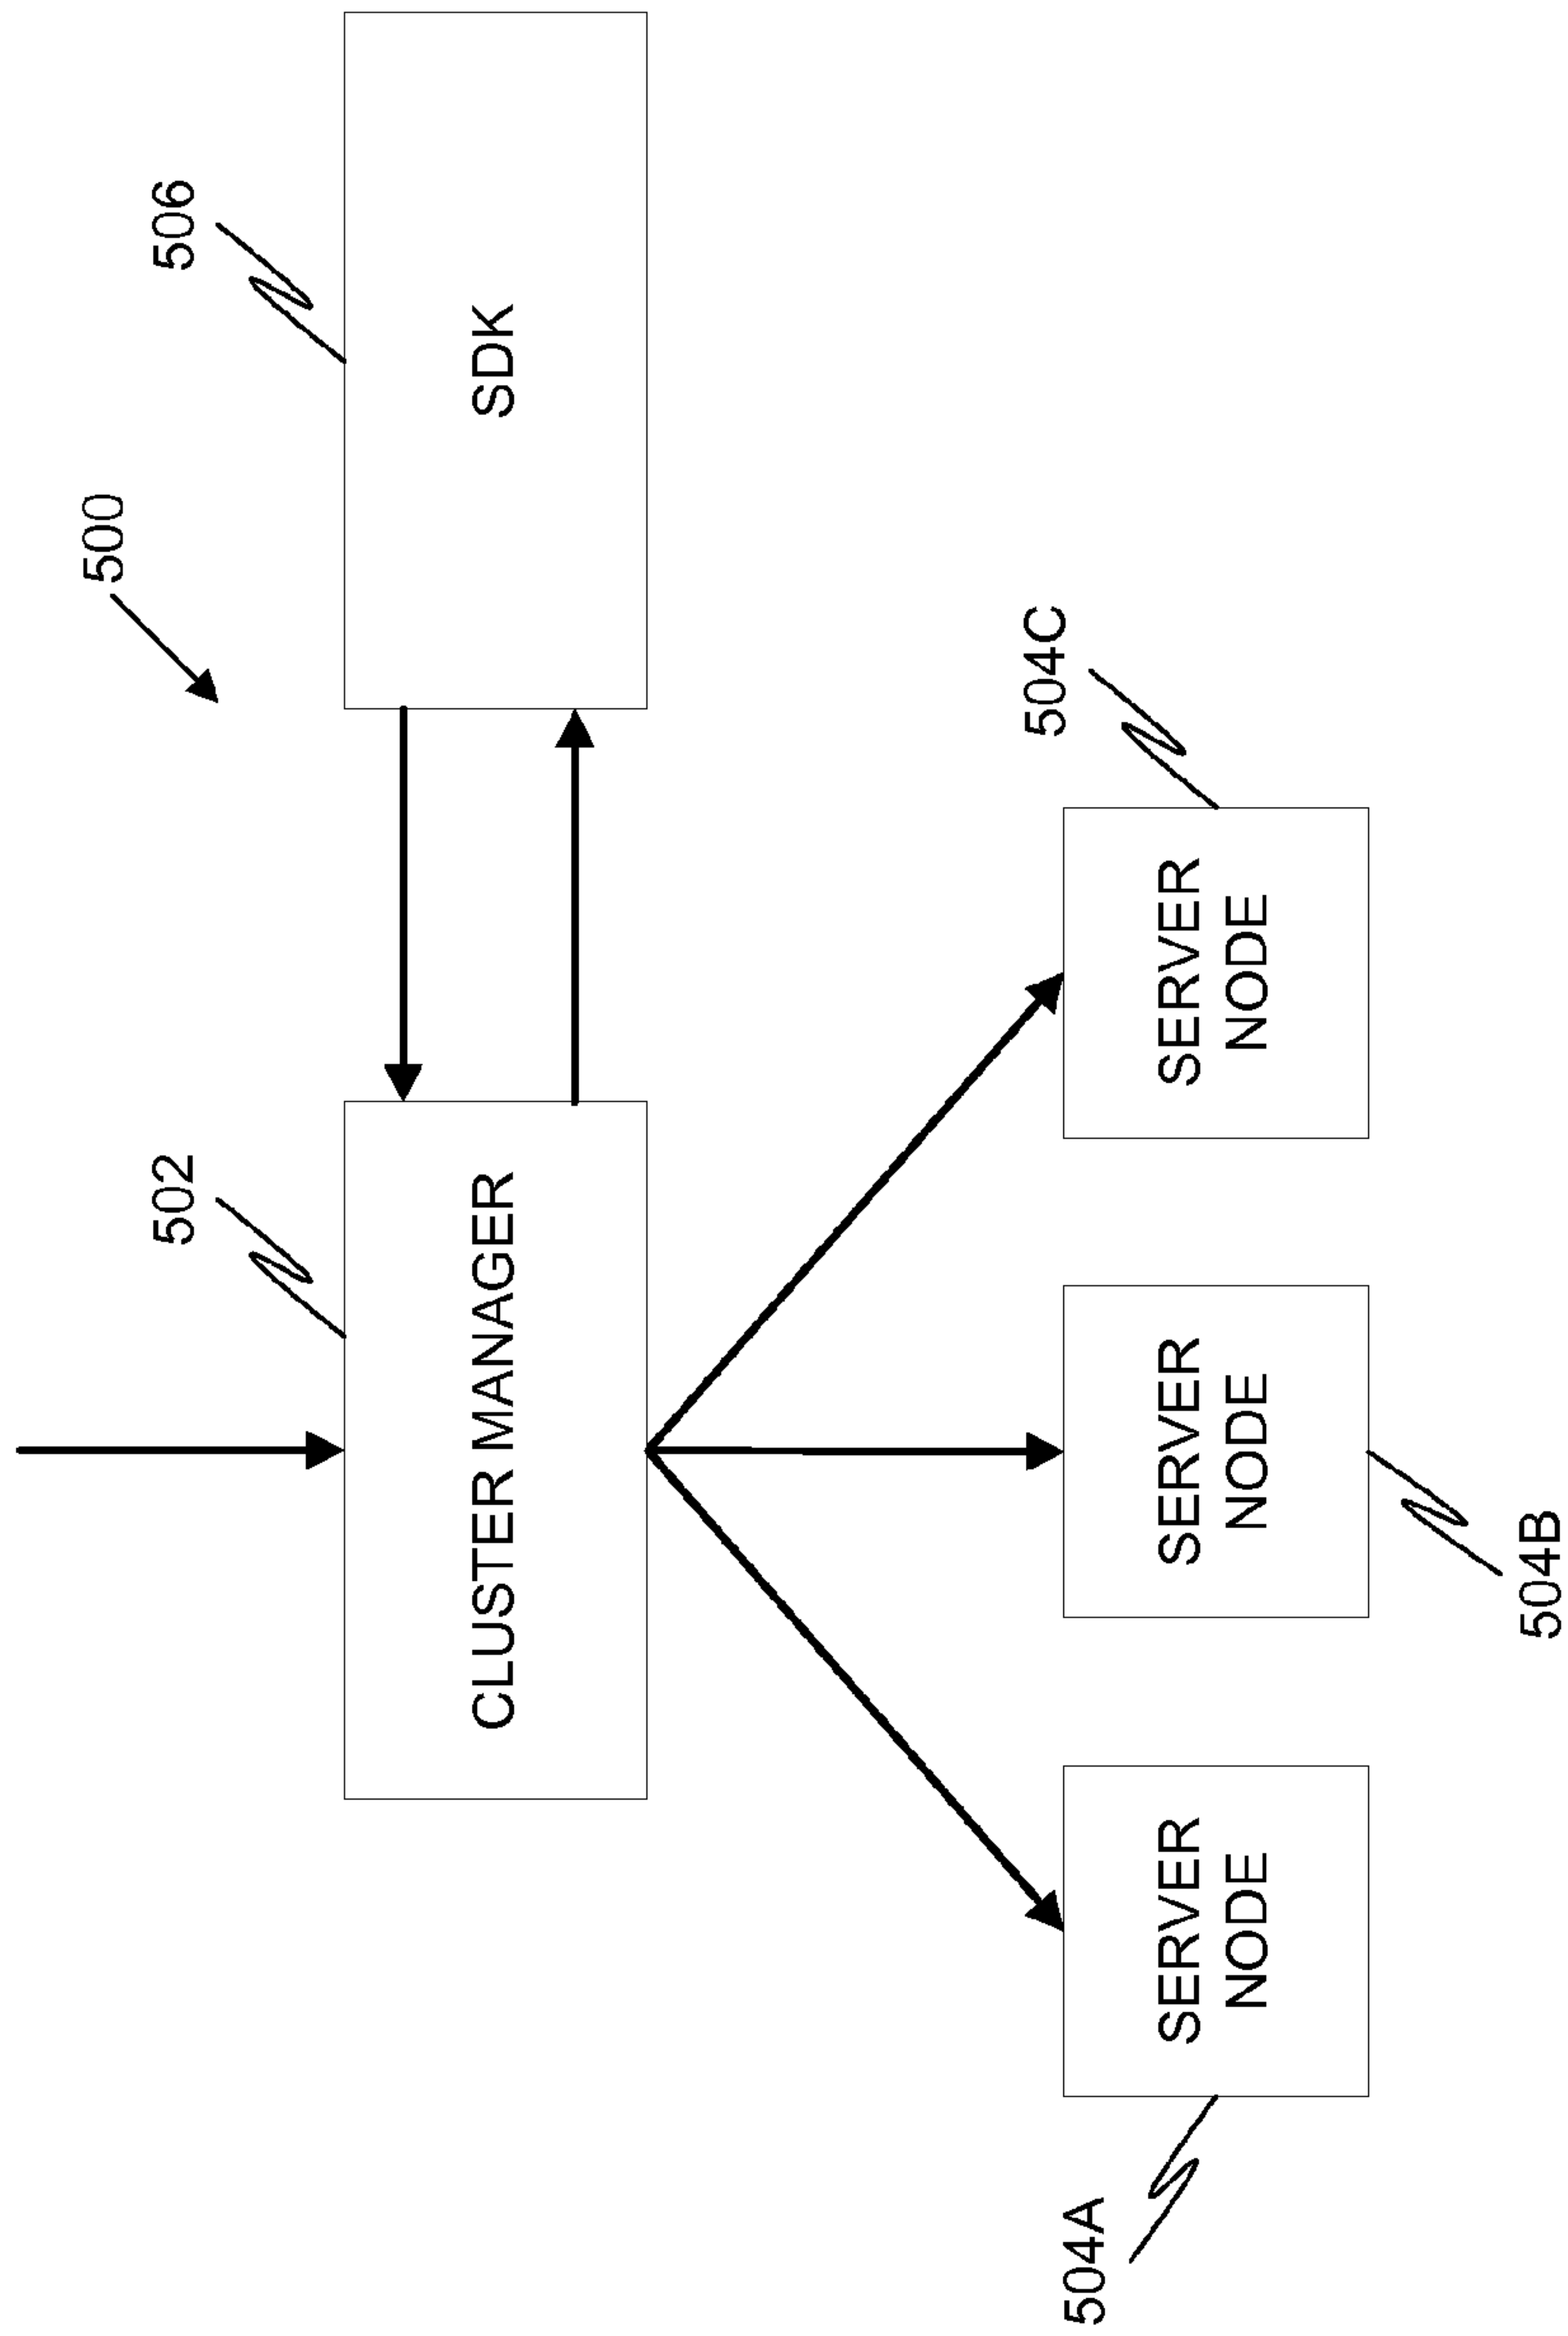 500
502
506
CLUSTER MANAGER
SDK
504C
SERVER
NODE
SERVER
NODE
SERVER
NODE
504A
504B